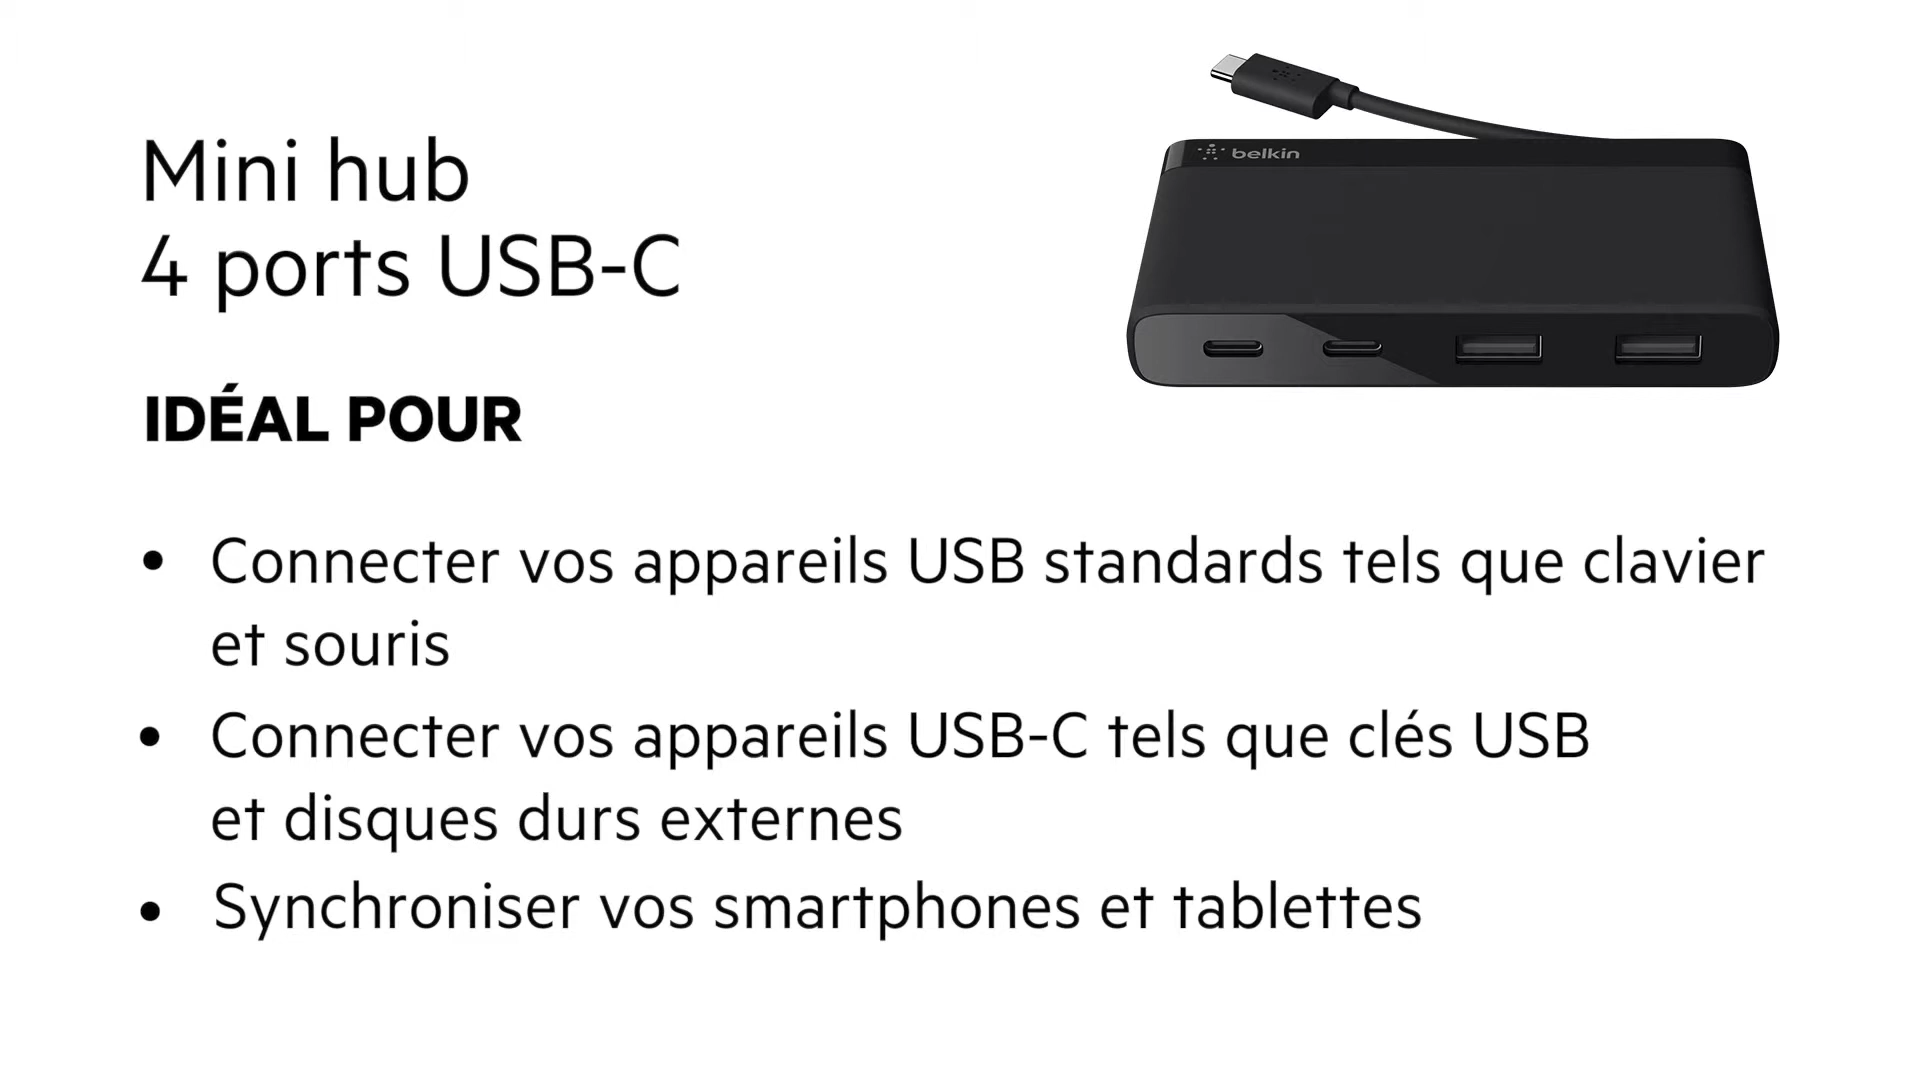 belkin
Mini hub
4 ports USB-C
IDÉAL POUR
• Connecter vos appareils USB standards tels que clavier
et souris
• Connecter vos appareils USB-C tels que clés USB
et disques durs externes
• Synchroniser vos smartphones et tablettes